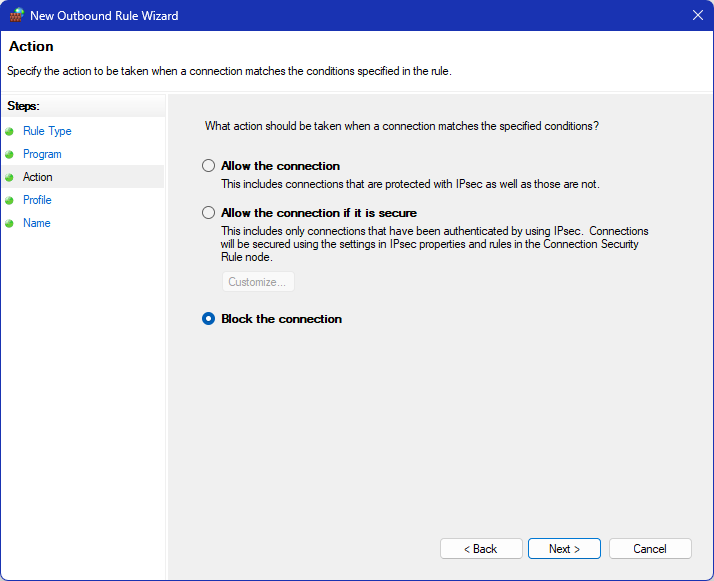 New Outbound Rule Wizard
Action
Specify the action to be taken when a connection matches the conditions specified in the rule.
Steps:
Rule Type
Program
Action
Profile
Name
What action should be taken when a connection matches the specified conditions?
Allow the connection
This includes connections that are protected with IPsec as well as those are not.
Allow the connection if it is secure
This includes only connections that have been authenticated by using IPsec. Connections
will be secured using the settings in IPsec properties and rules in the Connection Security
Rule node.
Customize...
Block the connection
< Back
Next >
Cancel